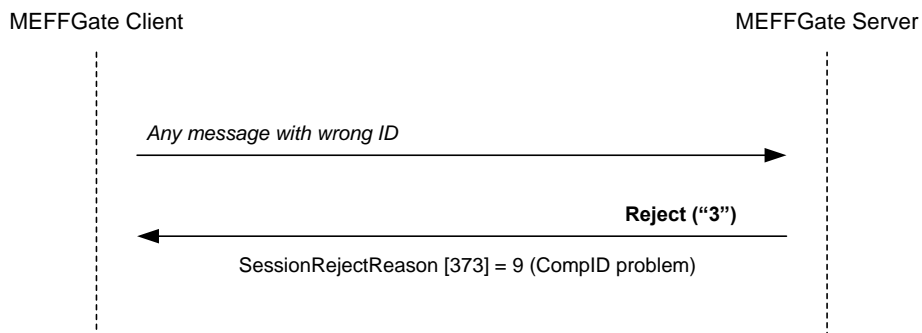 MEFFGate Client
MEFFGate Server
Any message with wrong ID
Reject (“3”)
SessionRejectReason [373] = 9 (CompID problem)